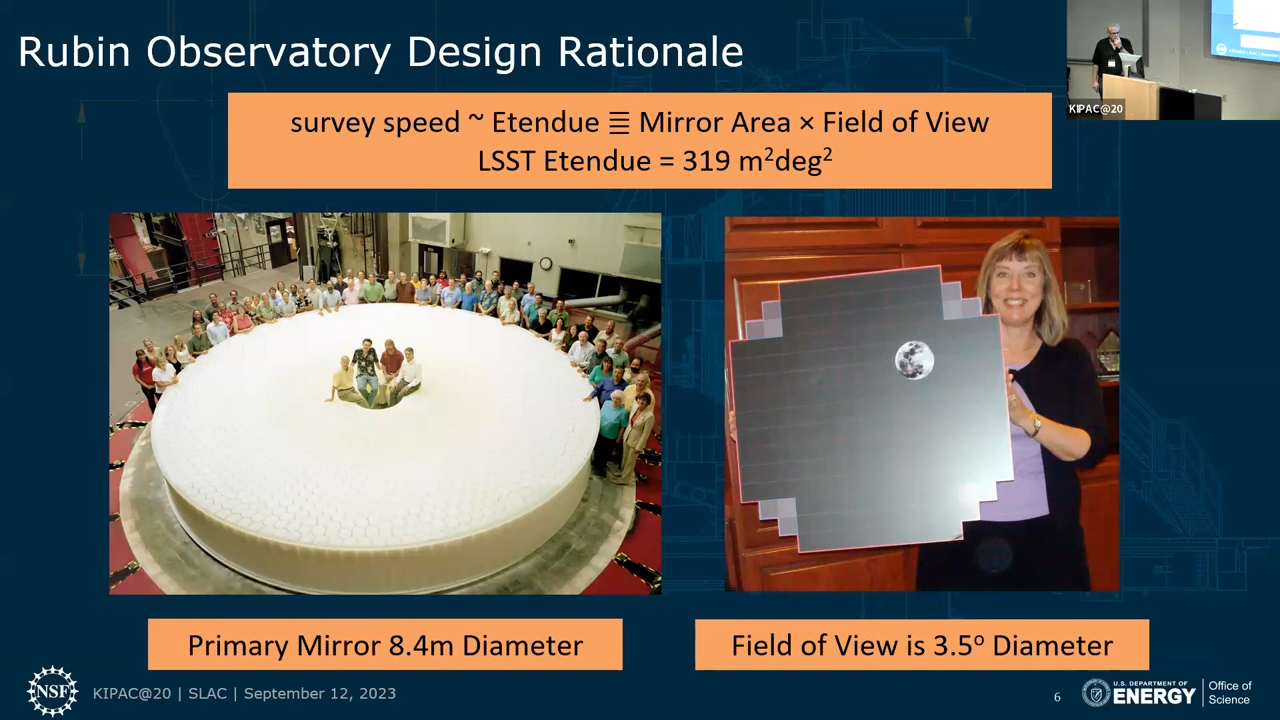 Rubin Observatory Design Rationale
survey speed ~ Etendue ≣ Mirror Area × Field of View
LSST Etendue = 319 m²deg²
KIPAC@20
Primary Mirror 8.4m Diameter
Field of View is 3.5º Diameter
NSF
KIPAC@20 | SLAC | September 12, 2023
6
U.S. DEPARTMENT OF
ENERGY
Office of
Science